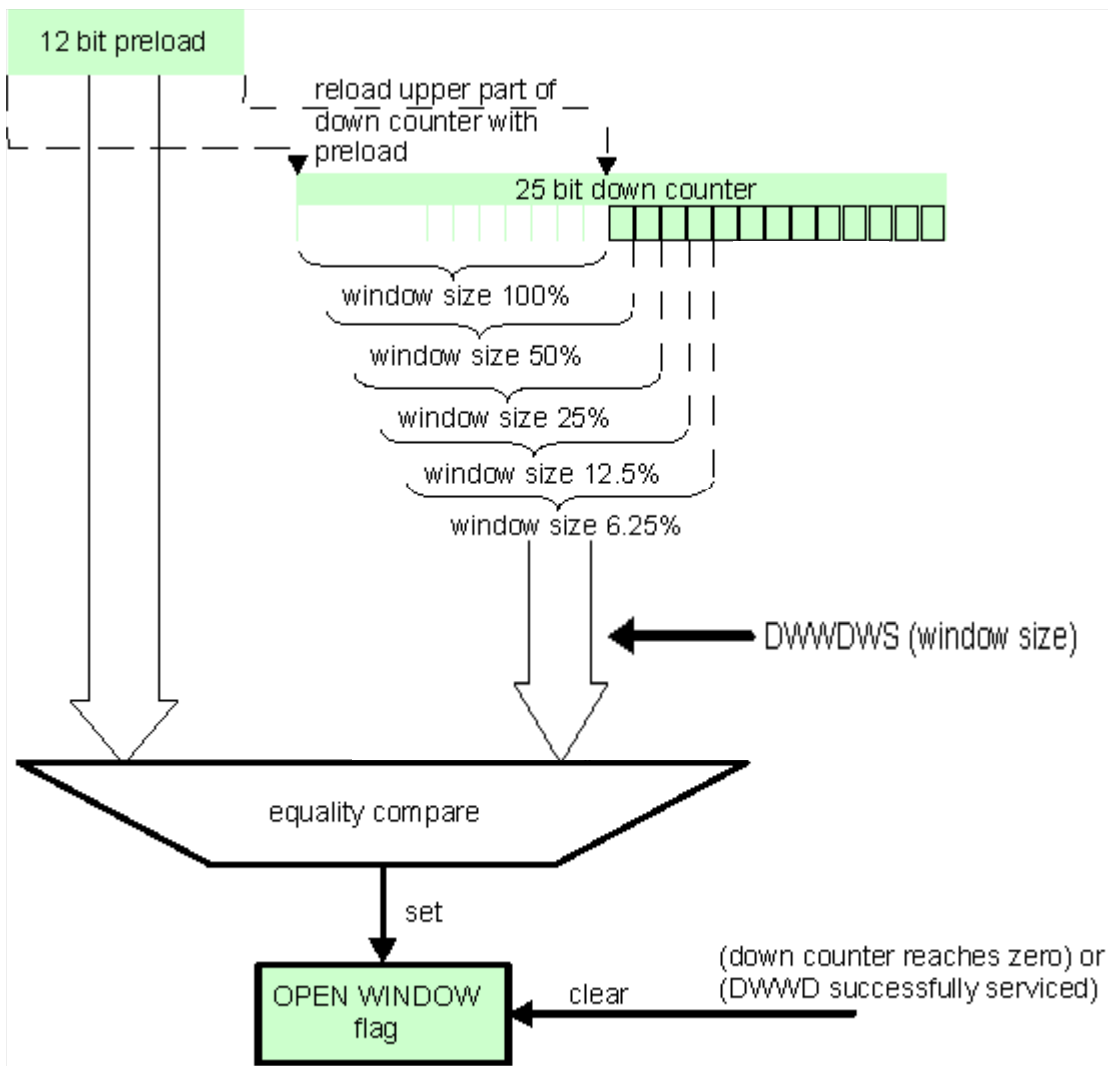 12 bit preload
reload upper part of
down counter with
preload
25 bit down counter
window size 100%
window size 50%
window size 25%
window size 12.5%
window size 6.25%
DWWDWS (window size)
equality compare
set
(down counter reaches zero) or
(DWWD successfully serviced)
clear
OPEN WINDOW
flag